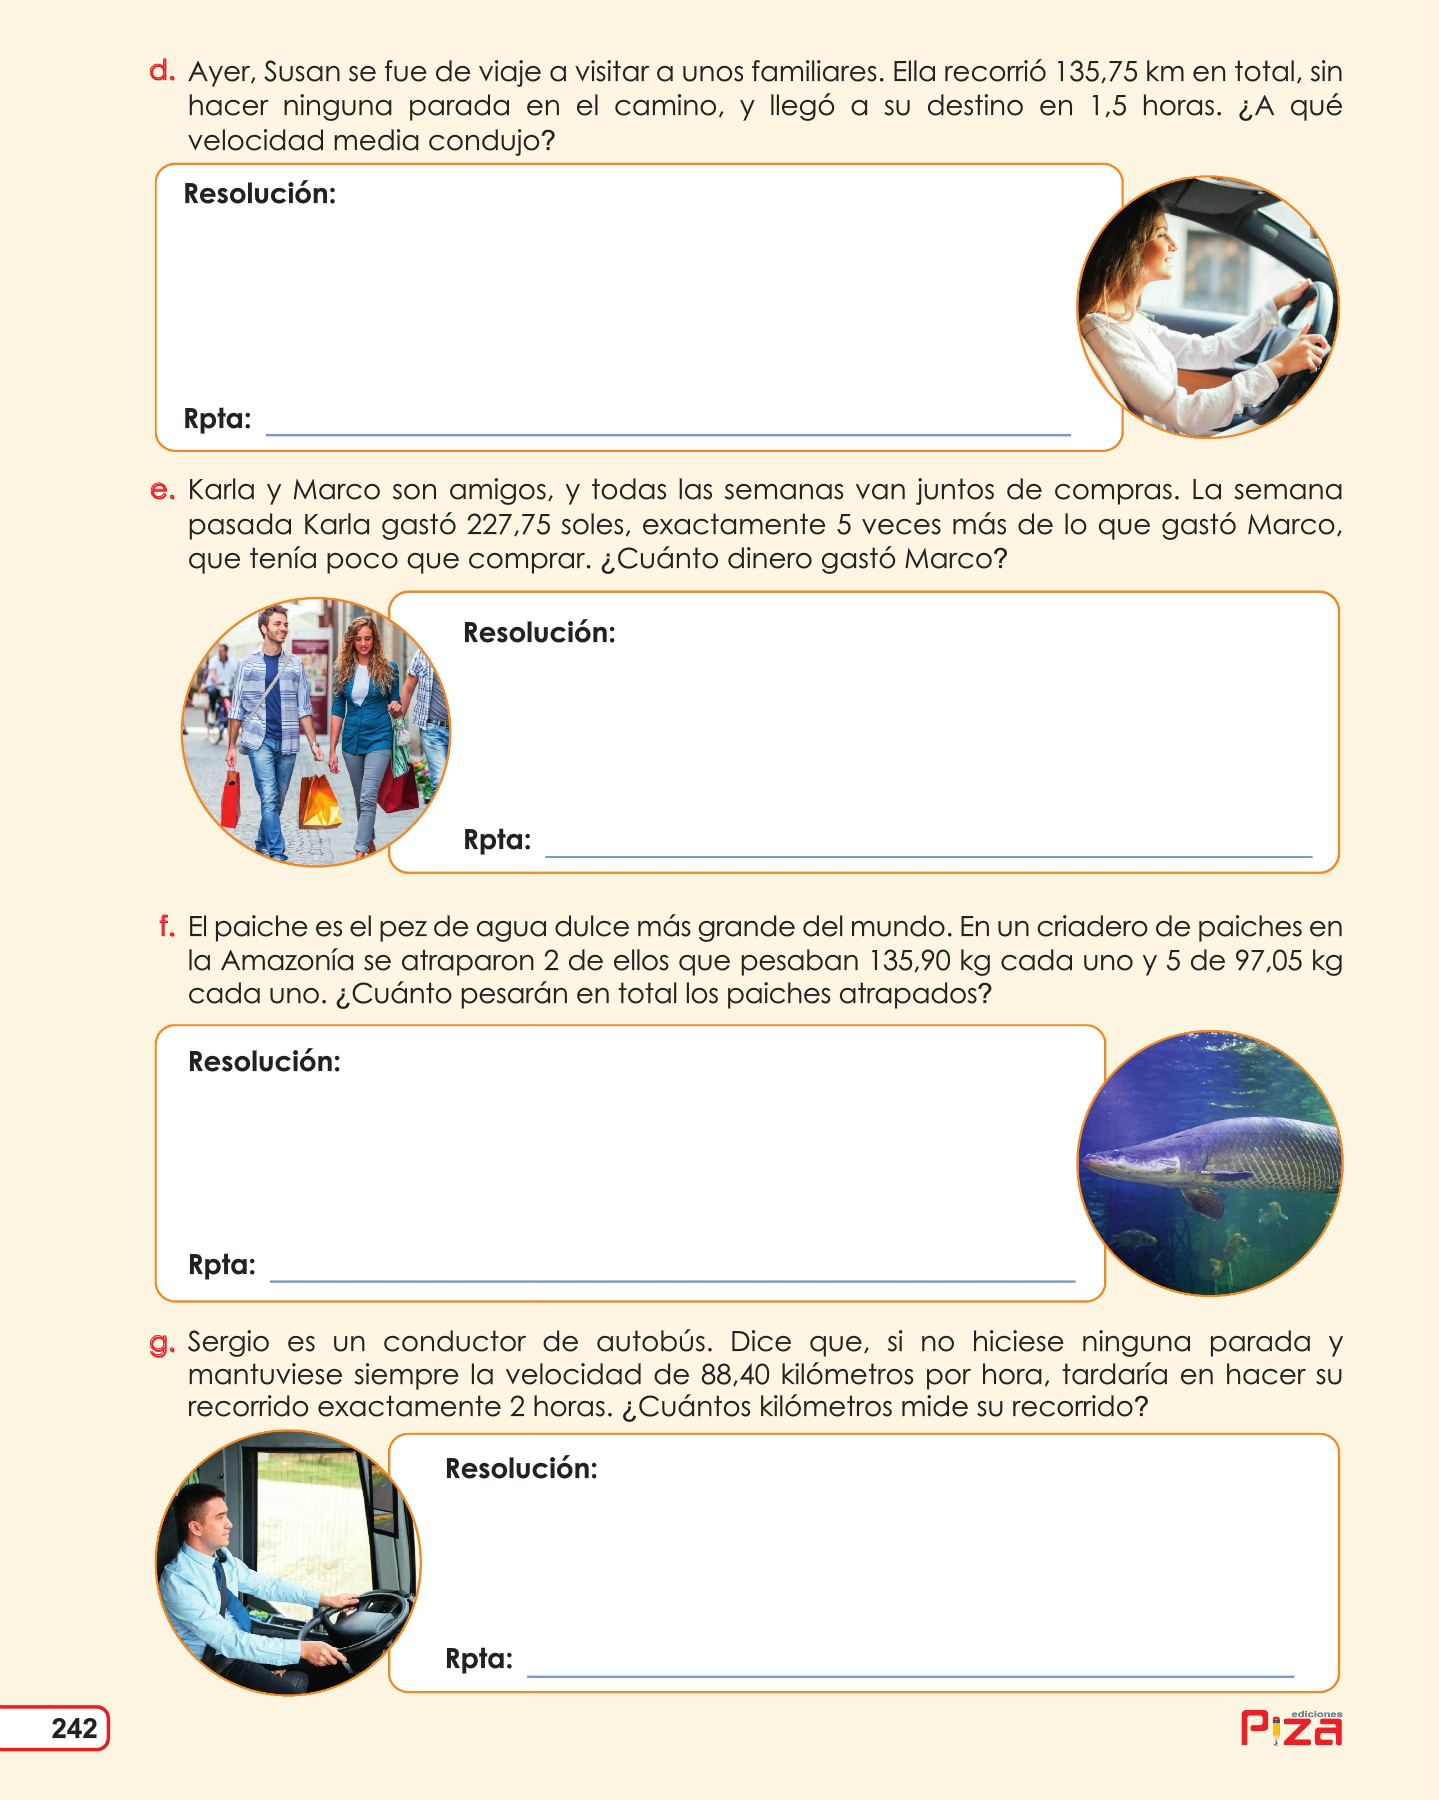 d. Ayer, Susan se fue de viaje a visitar a unos familiares. Ella recorrió 135,75 km en total, sin
hacer ninguna parada en el camino, y llegó a su destino en 1,5 horas. ¿A qué
velocidad media condujo?
Resolución:
Rpta:
e. Karla y Marco son amigos, y todas las semanas van juntos de compras. La semana
pasada Karla gastó 227,75 soles, exactamente 5 veces más de lo que gastó Marco,
que tenía poco que comprar. ¿Cuánto dinero gastó Marco?
Resolución:
Rpta:
f. El paiche es el pez de agua dulce más grande del mundo. En un criadero de paiches en
la Amazonía se atraparon 2 de ellos que pesaban 135,90 kg cada uno y 5 de 97,05 kg
cada uno. ¿Cuánto pesarán en total los paiches atrapados?
Resolución:
Rpta:
g. Sergio es un conductor de autobús. Dice que, si no hiciese ninguna parada y
mantuviese siempre la velocidad de 88,40 kilómetros por hora, tardaría en hacer su
recorrido exactamente 2 horas. ¿Cuántos kilómetros mide su recorrido?
Resolución:
Rpta:
242
ediciones
Piza